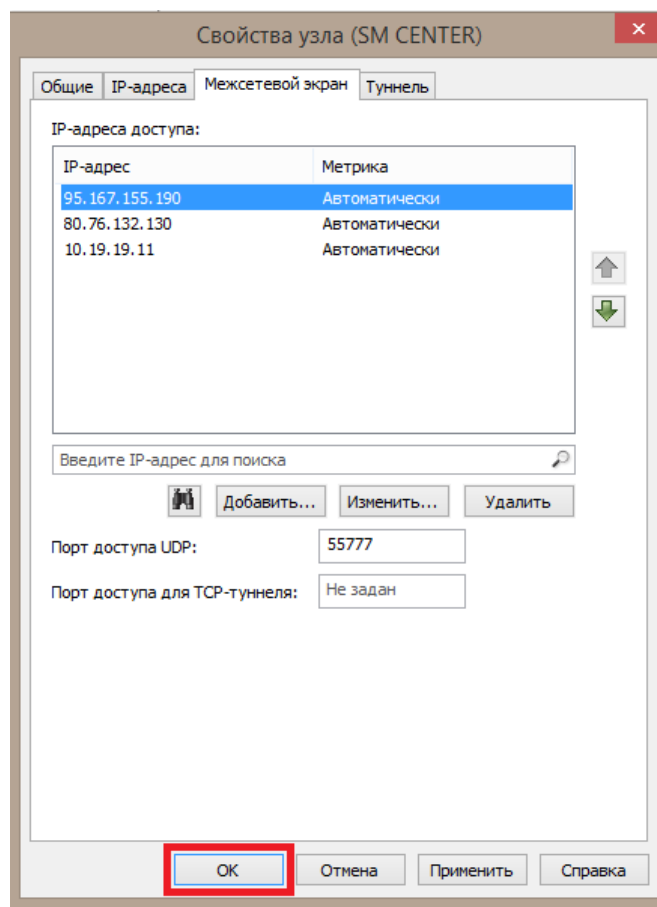 Свойства узла (SM CENTER)
Общие IP-адреса Межсетевой экран Туннель
IP-адреса доступа:
IP-адрес Метрика
95.167.155.190 Автоматически
80.76.132.130 Автоматически
10.19.19.11 Автоматически
Введите IP-адрес для поиска
Добавить... Изменить... Удалить
Порт доступа UDP: 55777
Порт доступа для TCP-туннеля: Не задан
ОК Отмена Применить Справка